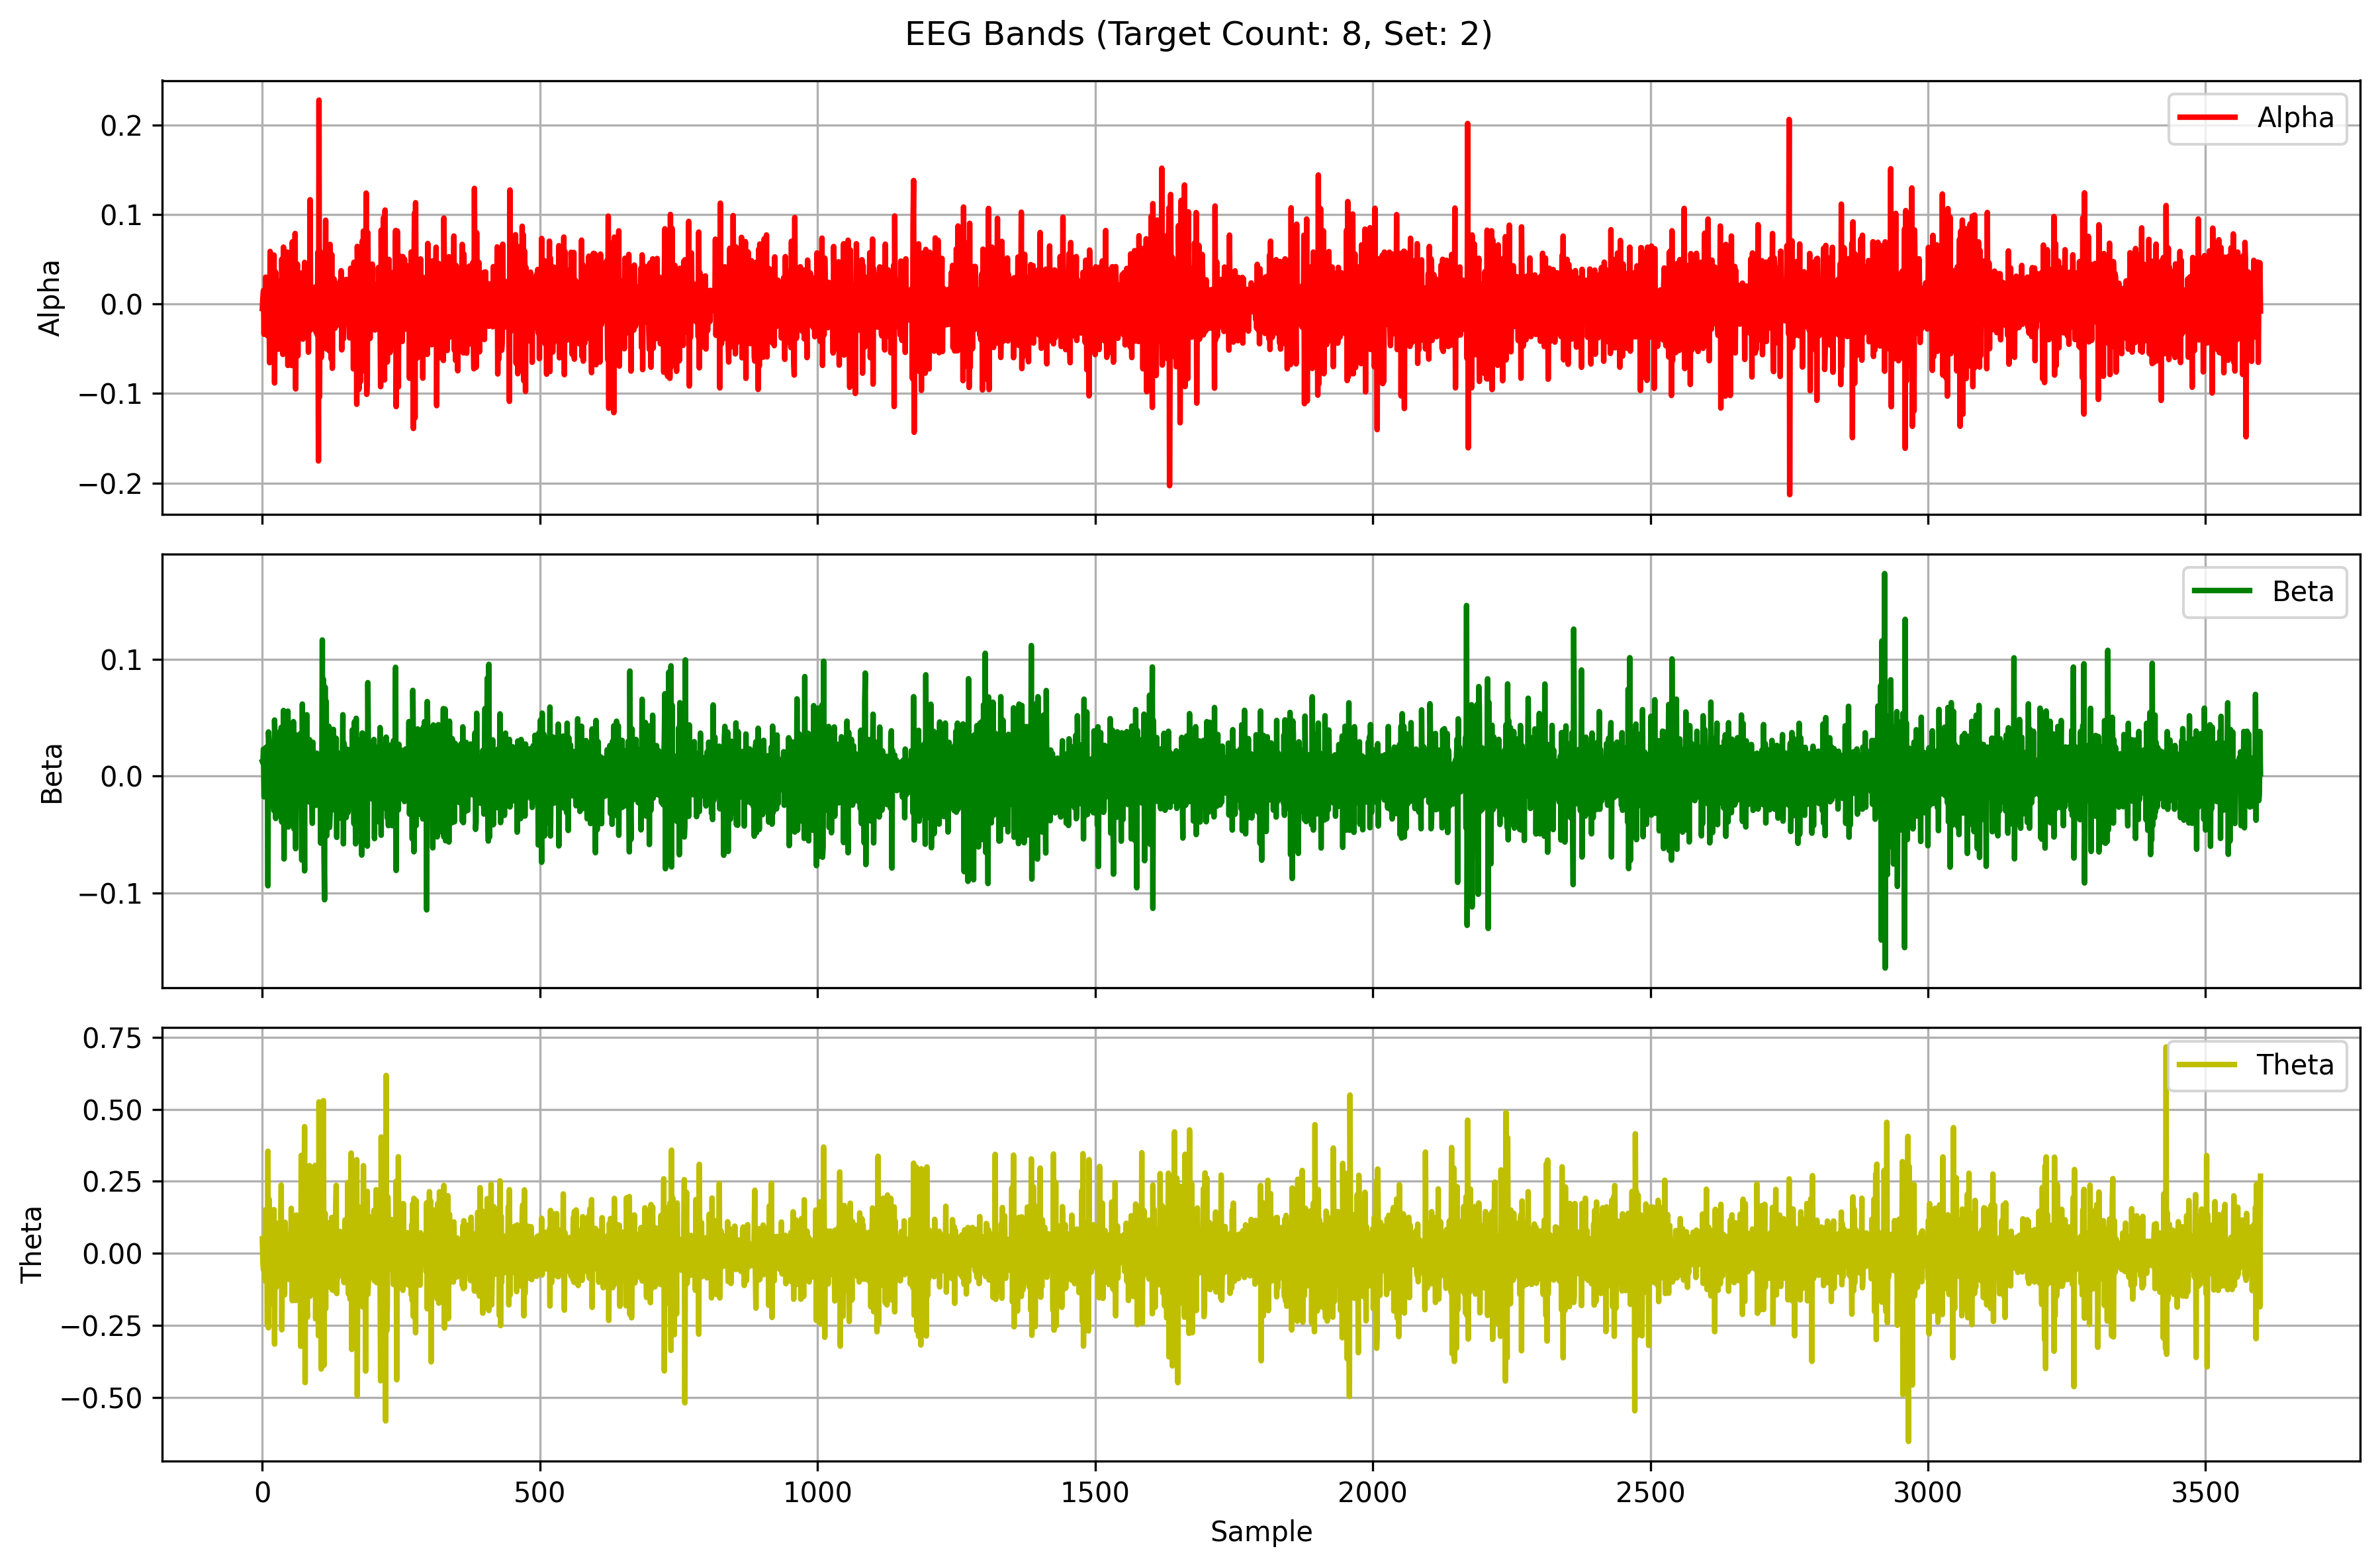 EEG Bands (Target Count: 8, Set: 2)
Alpha
0.2
0.1
0.0
−0.1
−0.2
Alpha
Beta
0.1
0.0
−0.1
Beta
Theta
0.75
0.50
0.25
0.00
−0.25
−0.50
Theta
0 500 1000 1500 2000 2500 3000 3500
Sample